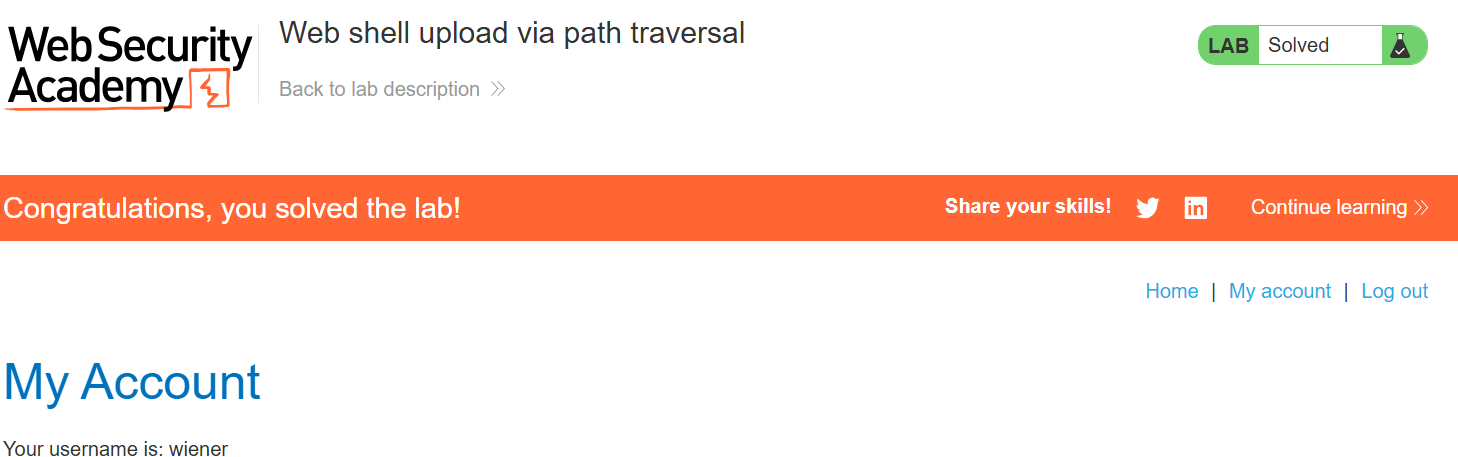 Web Security
Academy
Web shell upload via path traversal
Back to lab description
LAB Solved
Congratulations, you solved the lab!
Share your skills!
Continue learning
Home | My account | Log out
My Account
Your username is: wiener